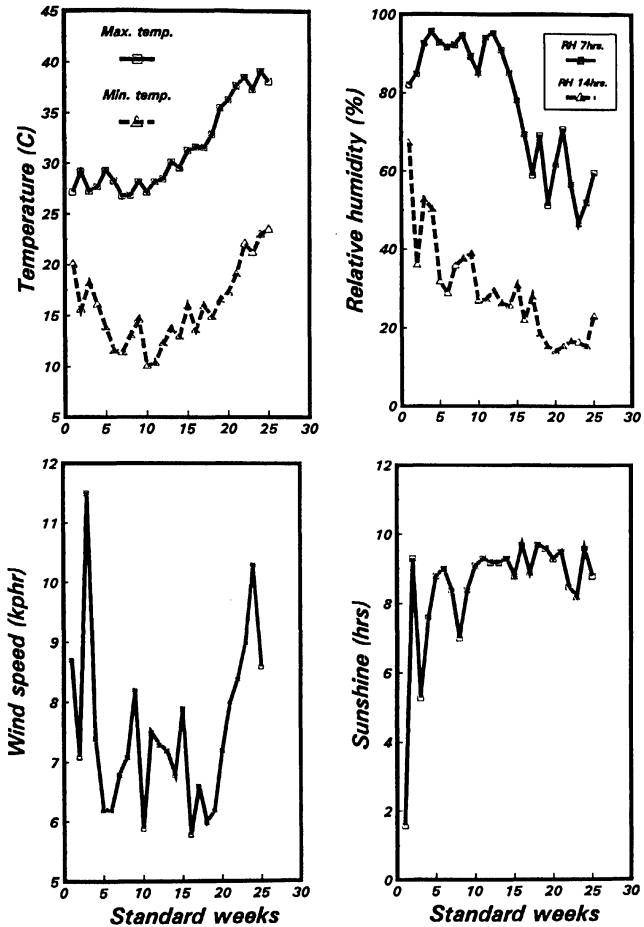 Max. temp.
Min. temp.
45
40
35
30
25
20
15
10
5
Temperature (C)
0 5 10 15 20 25 30
RH 7hrs.
RH 14hrs.
100
80
60
40
20
0
Relative humidity (%)
0 5 10 15 20 25 30
12
11
10
9
8
7
6
5
Wind speed (kphr)
0 5 10 15 20 25 30
Standard weeks
12
10
8
6
4
2
0
Sunshine (hrs)
0 5 10 15 20 25 30
Standard weeks